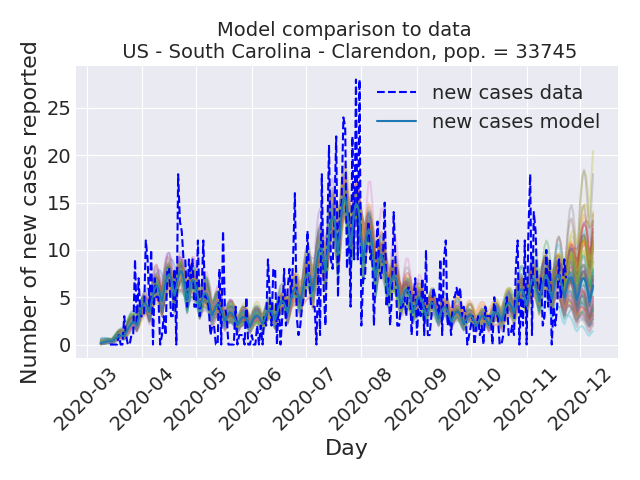 Model comparison to data
US - South Carolina - Clarendon, pop. = 33745
Number of new cases reported
new cases data
new cases model
25
20
15
10
5
0
2020-03
2020-04
2020-05
2020-06
2020-07
2020-08
2020-09
2020-10
2020-11
2020-12
Day